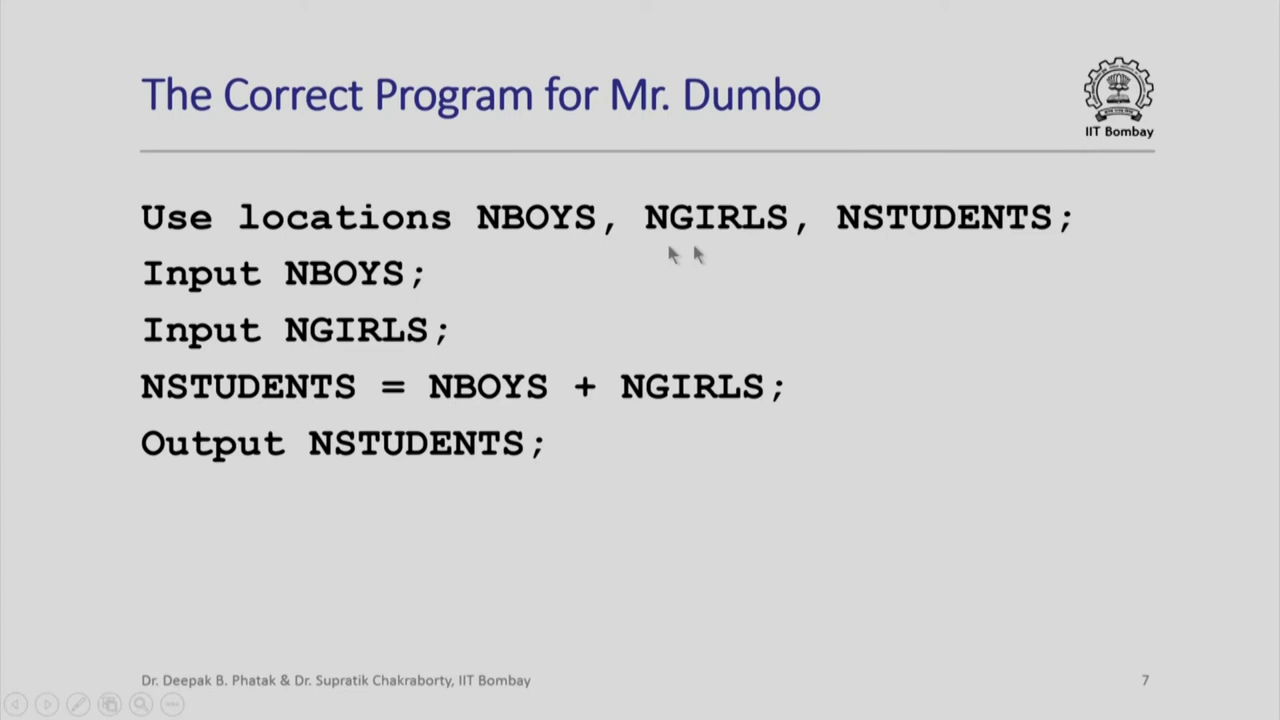 The Correct Program for Mr. Dumbo
IIT Bombay
Use locations NBOYS, NGIRLS, NSTUDENTS;
Input NBOYS;
Input NGIRLS;
NSTUDENTS = NBOYS + NGIRLS;
Output NSTUDENTS;
Dr. Deepak B. Phatak & Dr. Supratik Chakraborty, IIT Bombay
7